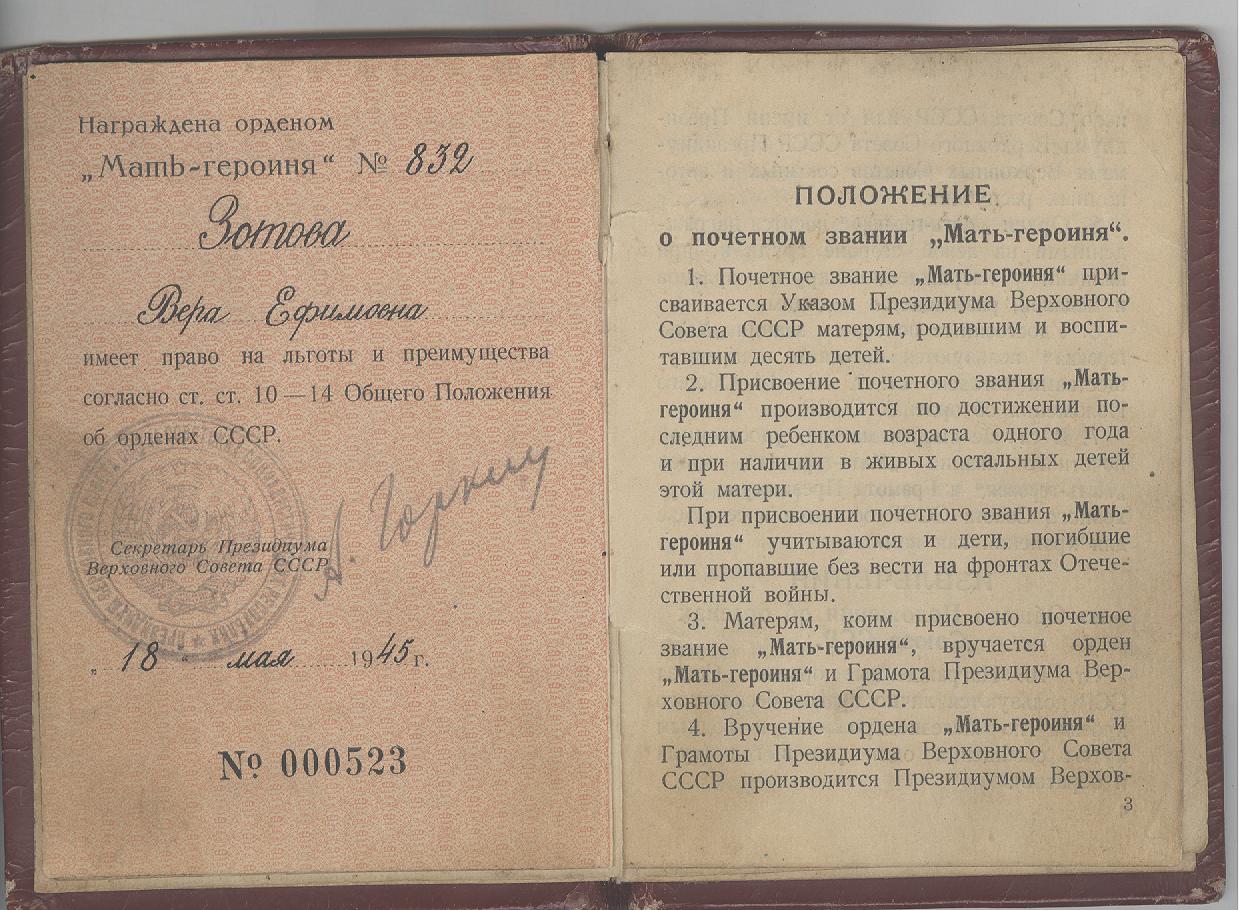 Награждена орденом
„Мать-героиня“ № 832
Зотова
Вера Ефимовна
имеет право на льготы и преимущества
согласно ст. ст. 10—14 Общего Положения
об орденах СССР.
Секретарь Президиума
Верховного Совета СССР
А. Горкин
„18“ мая 1945 г.
№ 000523
ПОЛОЖЕНИЕ
о почетном звании „Мать-героиня“.
1. Почетное звание „Мать-героиня“ при-
сваивается Указом Президиума Верховного
Совета СССР матерям, родившим и воспи-
тавшим десять детей.
2. Присвоение почетного звания „Мать-
героиня“ производится по достижении по-
следним ребенком возраста одного года
и при наличии в живых остальных детей
этой матери.
При присвоении почетного звания „Мать-
героиня“ учитываются и дети, погибшие
или пропавшие без вести на фронтах Отече-
ственной войны.
3. Матерям, коим присвоено почетное
звание „Мать-героиня“, вручается орден
„Мать-героиня“ и Грамота Президиума Вер-
ховного Совета СССР.
4. Вручение ордена „Мать-героиня“ и
Грамоты Президиума Верховного Совета
СССР производится Президиумом Верхов-
3